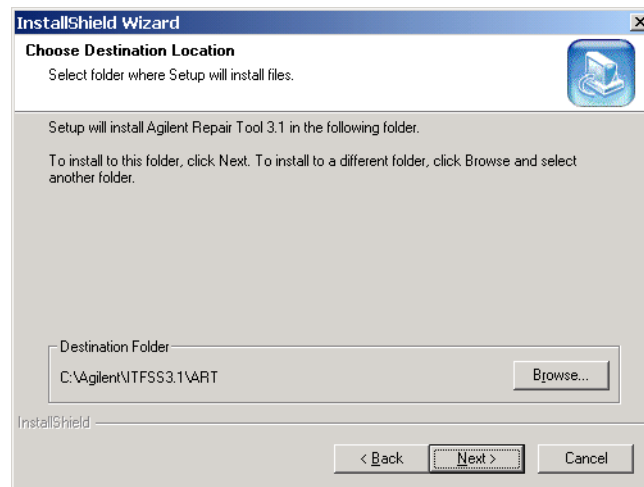 InstallShield Wizard
Choose Destination Location
Select folder where Setup will install files.
Setup will install Agilent Repair Tool 3.1 in the following folder.
To install to this folder, click Next. To install to a different folder, click Browse and select
another folder.
Destination Folder
C:\Agilent\ITFSS3.1\ART
Browse...
InstallShield
< Back
Next >
Cancel